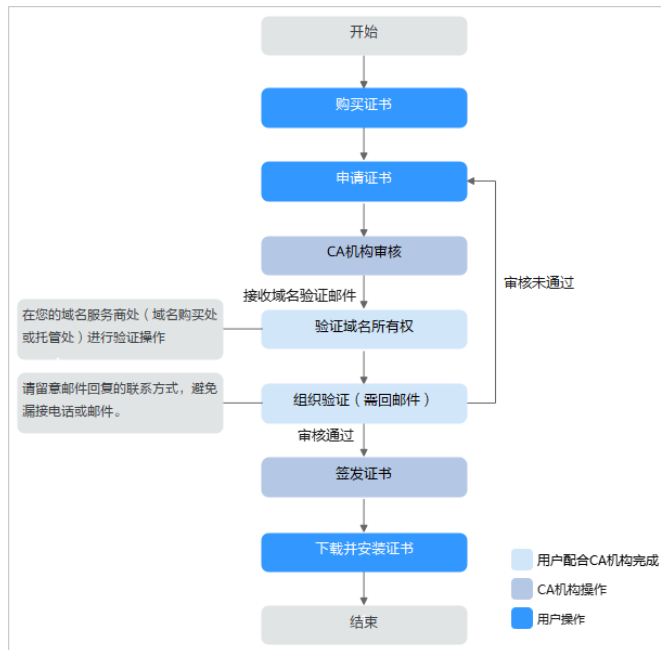 开始
购买证书
申请证书
CA机构审核
审核未通过
接收域名验证邮件
在您的域名服务商处（域名购买处
或托管处）进行验证操作
验证域名所有权
请留意邮件回复的联系方式，避免
漏接电话或邮件。
组织验证（需回邮件）
审核通过
签发证书
下载并安装证书
用户配合CA机构完成
CA机构操作
用户操作
结束